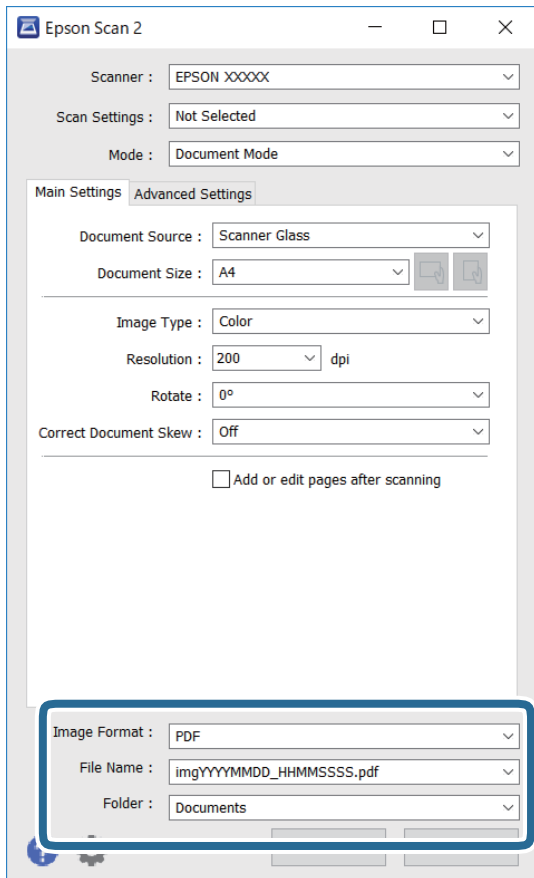 Epson Scan 2
Scanner : EPSON XXXXX
Scan Settings : Not Selected
Mode : Document Mode
Main Settings Advanced Settings
Document Source : Scanner Glass
Document Size : A4
Image Type : Color
Resolution : 200 dpi
Rotate : 0°
Correct Document Skew : Off
Add or edit pages after scanning
Image Format : PDF
File Name : imgYYYYMMDD_HHMMSSSS.pdf
Folder : Documents